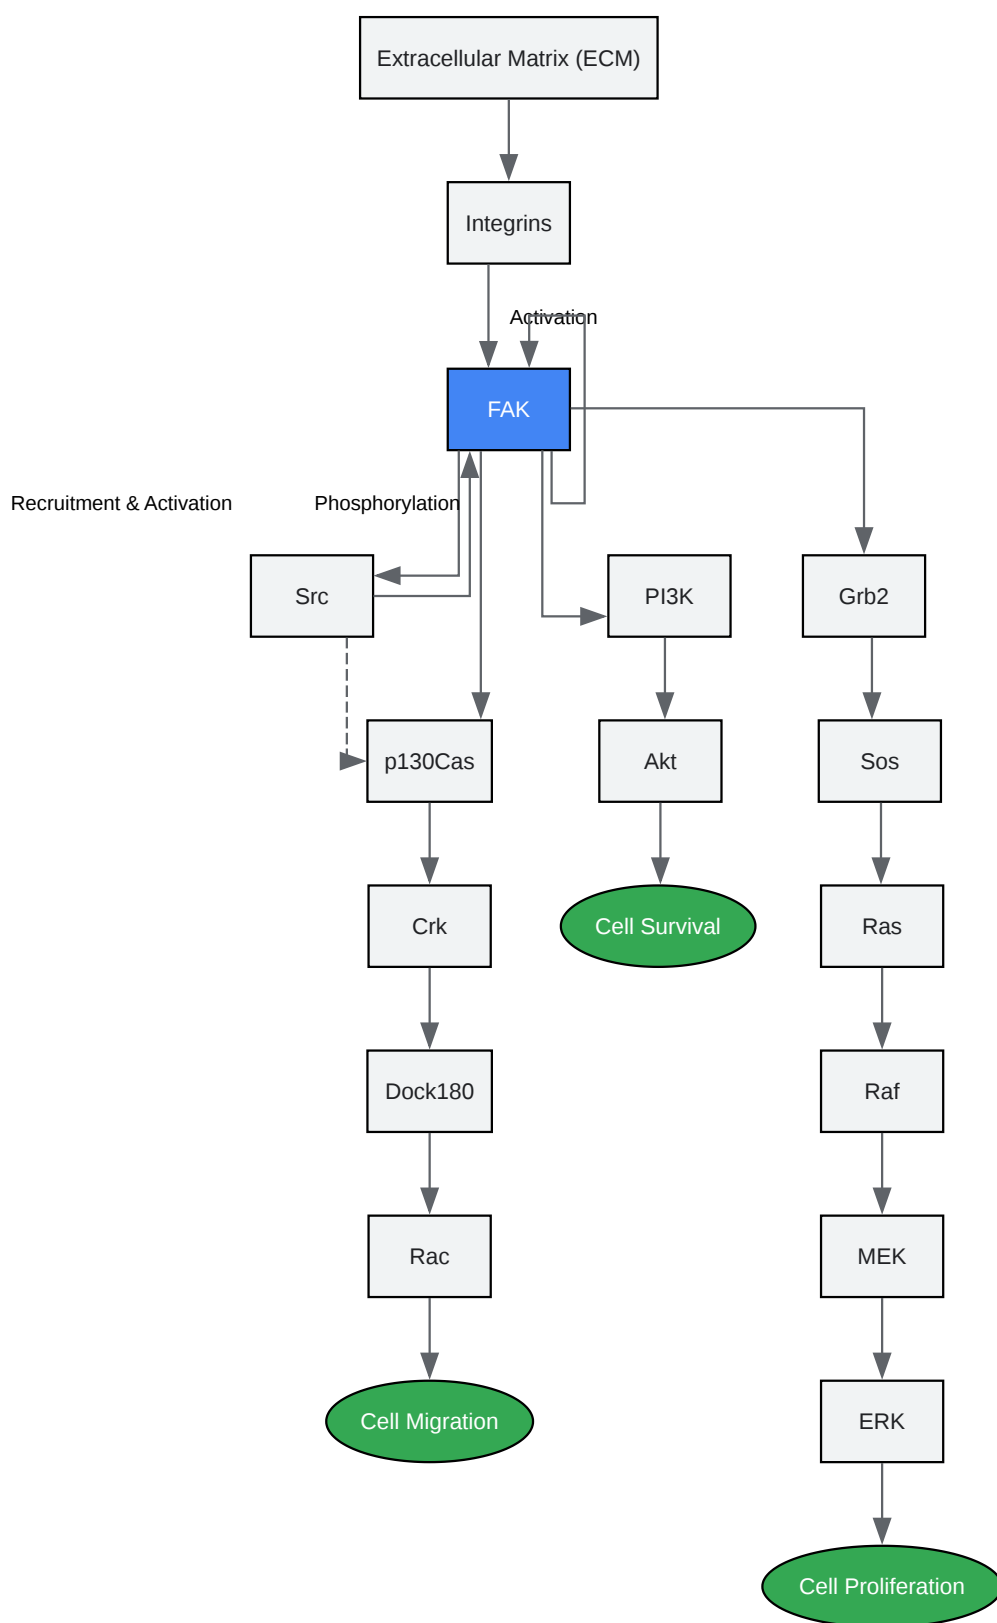 Extracellular Matrix (ECM)
Integrins
Activation
FAK
Recruitment & Activation
Phosphorylation
Src
PI3K
Grb2
p130Cas
Akt
Sos
Crk
Cell Survival
Ras
Dock180
Raf
Rac
MEK
Cell Migration
ERK
Cell Proliferation